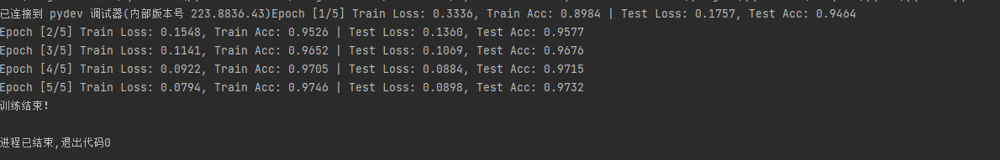 已连接到 pydev 调试器(内部版本号 223.8836.43)Epoch [1/5] Train Loss: 0.3336, Train Acc: 0.8984 | Test Loss: 0.1757, Test Acc: 0.9464
Epoch [2/5] Train Loss: 0.1548, Train Acc: 0.9526 | Test Loss: 0.1360, Test Acc: 0.9577
Epoch [3/5] Train Loss: 0.1141, Train Acc: 0.9652 | Test Loss: 0.1069, Test Acc: 0.9676
Epoch [4/5] Train Loss: 0.0922, Train Acc: 0.9705 | Test Loss: 0.0884, Test Acc: 0.9715
Epoch [5/5] Train Loss: 0.0794, Train Acc: 0.9746 | Test Loss: 0.0898, Test Acc: 0.9732
训练结束!
进程已结束,退出代码0